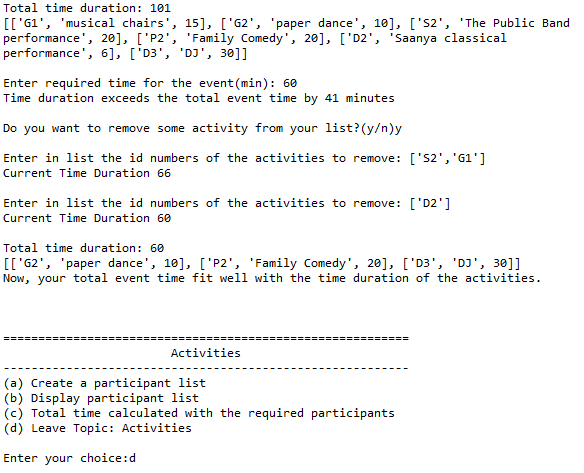 Total time duration: 101
[['G1', 'musical chairs', 15], ['G2', 'paper dance', 10], ['S2', 'The Public Band
performance', 20], ['P2', 'Family Comedy', 20], ['D2', 'Saanya classical
performance', 6], ['D3', 'DJ', 30]]
Enter required time for the event(min): 60
Time duration exceeds the total event time by 41 minutes
Do you want to remove some activity from your list?(y/n)y
Enter in list the id numbers of the activities to remove: ['S2','G1']
Current Time Duration 66
Enter in list the id numbers of the activities to remove: ['D2']
Current Time Duration 60
Total time duration: 60
[['G2', 'paper dance', 10], ['P2', 'Family Comedy', 20], ['D3', 'DJ', 30]]
Now, your total event time fit well with the time duration of the activities.
==========================================================
Activities
----------------------------------------------------------
(a) Create a participant list
(b) Display participant list
(c) Total time calculated with the required participants
(d) Leave Topic: Activities
Enter your choice:d